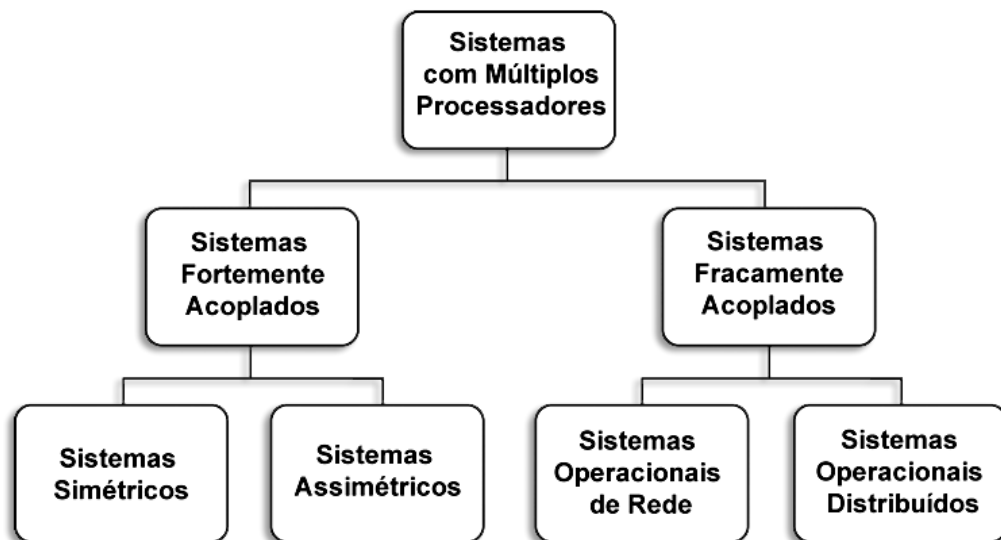 Sistemas
com Múltiplos
Processadores
Sistemas
Fortemente
Acoplados
Sistemas
Fracamente
Acoplados
Sistemas
Simétricos
Sistemas
Assimétricos
Sistemas
Operacionais
de Rede
Sistemas
Operacionais
Distribuídos